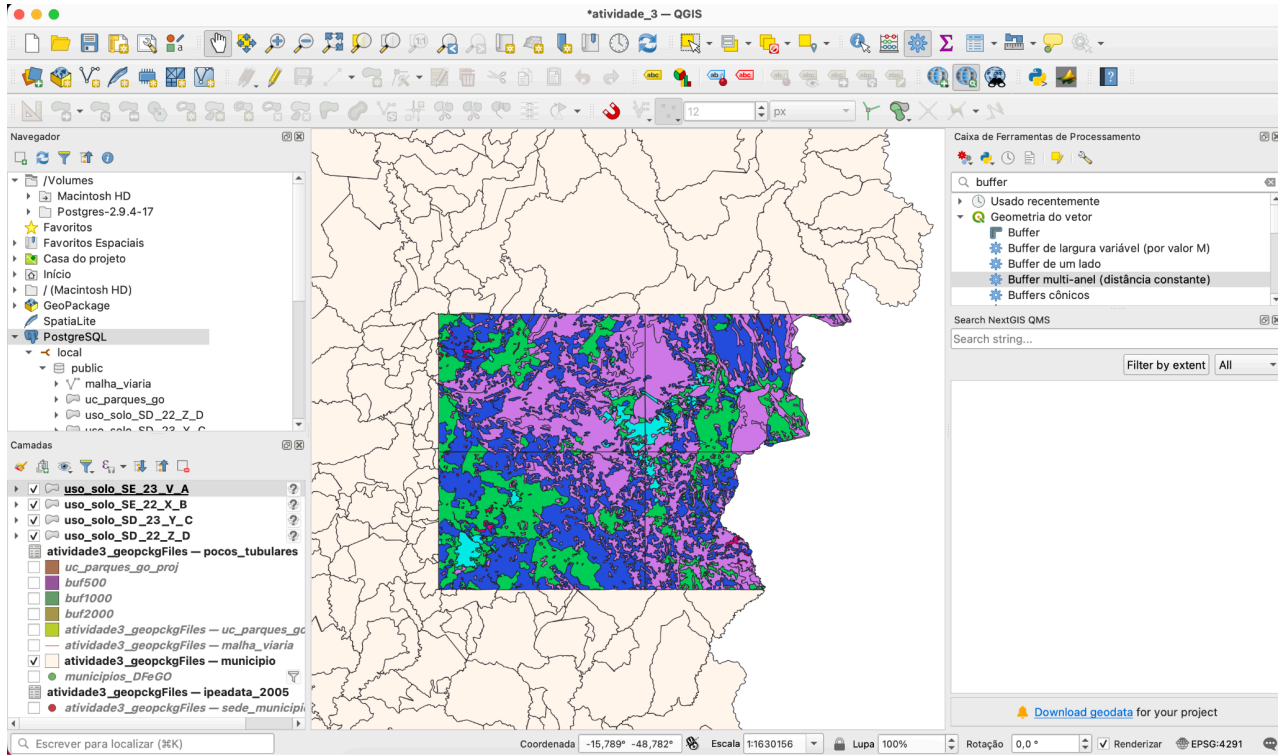 *atividade_3 — QGIS
abc
abc
abc
12
px
Navegador
/Volumes
Macintosh HD
Postgres-2.9.4-17
Favoritos
Favoritos Espaciais
Casa do projeto
Início
/ (Macintosh HD)
GeoPackage
SpatiaLite
PostgreSQL
local
public
malha_viaria
uc_parques_go
uso_solo_SD_22_Z_D
uso_solo_SD_23_Y_C
Camadas
uso_solo_SE_23_V_A
uso_solo_SE_22_X_B
uso_solo_SD_23_Y_C
uso_solo_SD_22_Z_D
atividade3_geopckgFiles — pocos_tubulares
uc_parques_go_proj
buf500
buf1000
buf2000
atividade3_geopckgFiles — uc_parques_go
atividade3_geopckgFiles — malha_viaria
atividade3_geopckgFiles — municipio
municipios_DFeGO
atividade3_geopckgFiles — ipeadata_2005
atividade3_geopckgFiles — sede_municipi
Caixa de Ferramentas de Processamento
buffer
Usado recentemente
Geometria do vetor
Buffer
Buffer de largura variável (por valor M)
Buffer de um lado
Buffer multi-anel (distância constante)
Buffers cônicos
Search NextGIS QMS
Search string...
Filter by extent All
Download geodata for your project
Escrever para localizar (⌘K)
Coordenada -15,789° -48,782° Escala 1:1630156 Lupa 100% Rotação 0,0 ° Renderizar EPSG:4291